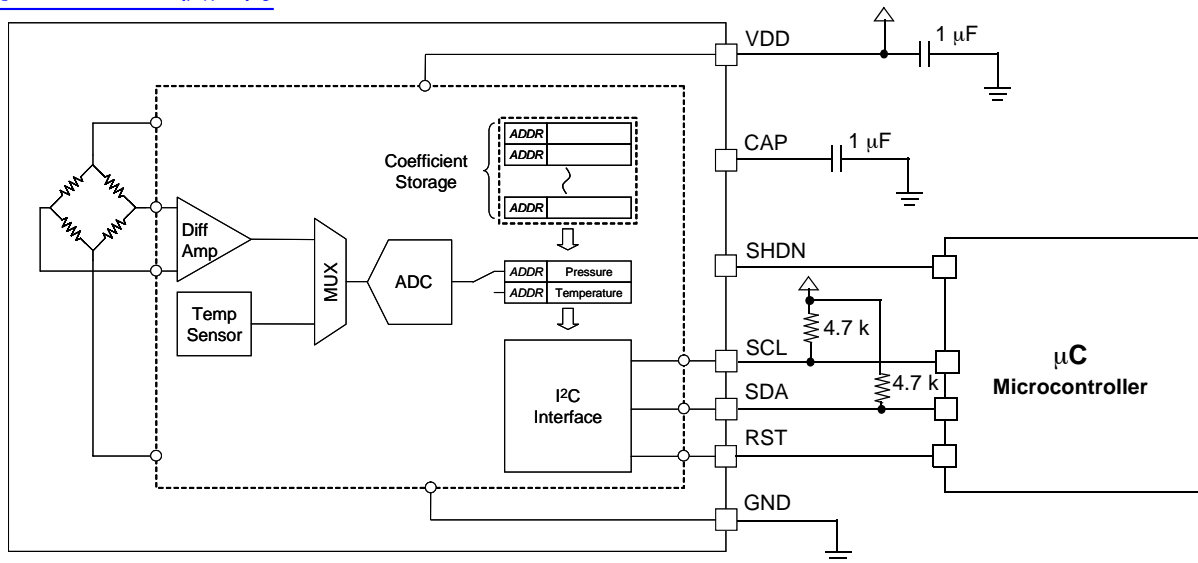 VDD
1 μF
CAP
1 μF
Coefficient
Storage
ADDR
ADDR
ADDR
Diff
Amp
MUX
ADC
ADDR Pressure
ADDR Temperature
Temp
Sensor
I²C
Interface
SHDN
4.7 k
SCL
4.7 k
SDA
RST
GND
μC
Microcontroller